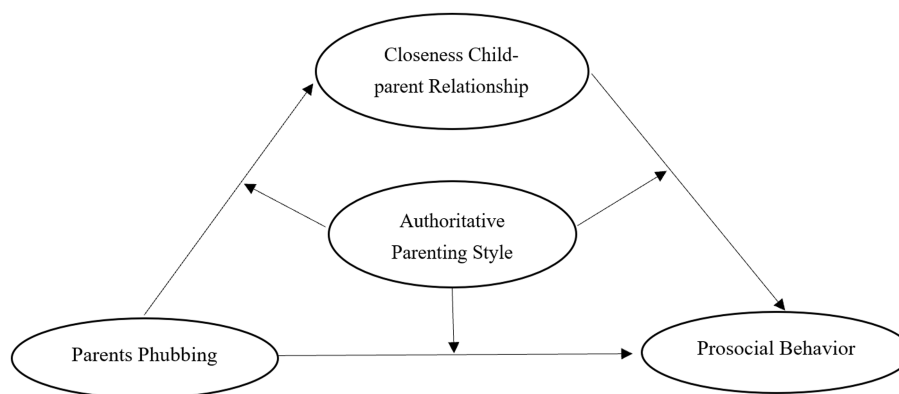 Closeness Child-
parent Relationship
Authoritative
Parenting Style
Parents Phubbing
Prosocial Behavior